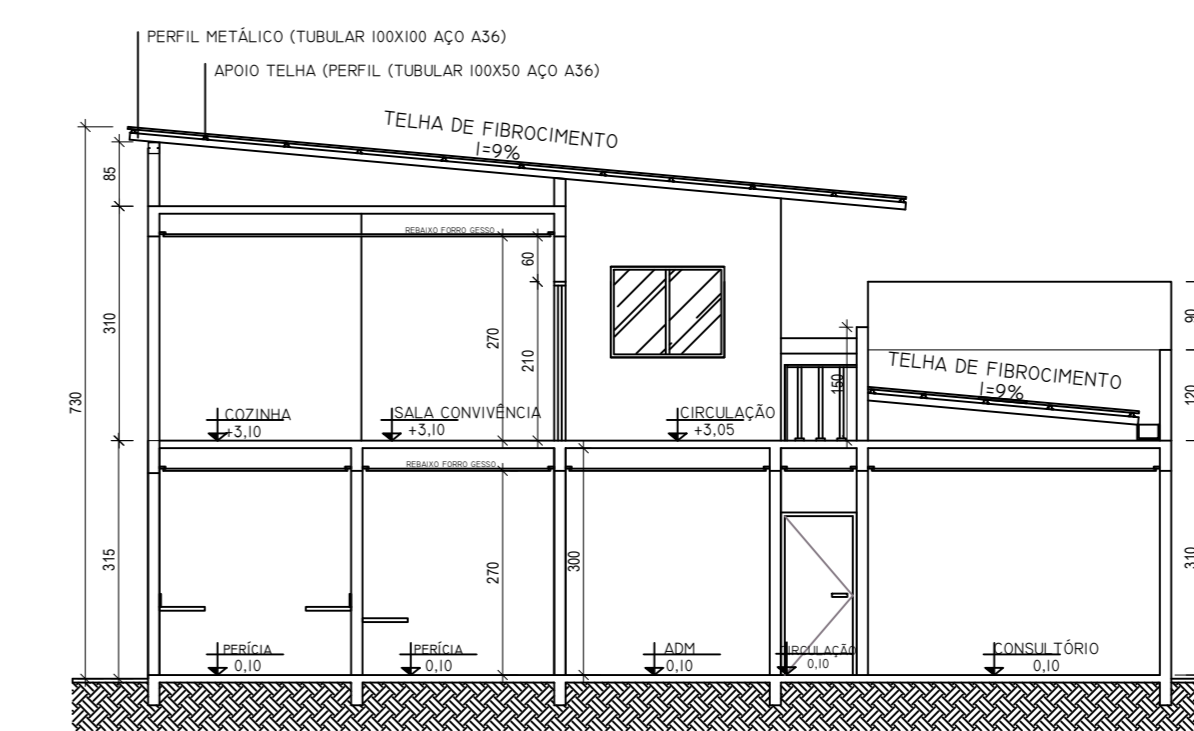 PERFIL METÁLICO (TUBULAR 100X100 AÇO A36)
APOIO TELHA (PERFIL (TUBULAR 100X50 AÇO A36)
TELHA DE FIBROCIMENTO
I=9%
85
REBAIXO FORRO GESSO
60
90
310
270
210
150
TELHA DE FIBROCIMENTO
I=9%
120
730
COZINHA
+3,10
SALA CONVIVÊNCIA
+3,10
CIRCULAÇÃO
+3,05
REBAIXO FORRO GESSO
315
270
300
310
PERÍCIA
0,10
PERÍCIA
0,10
ADM
0,10
CIRCULAÇÃO
0,10
CONSULTÓRIO
0,10